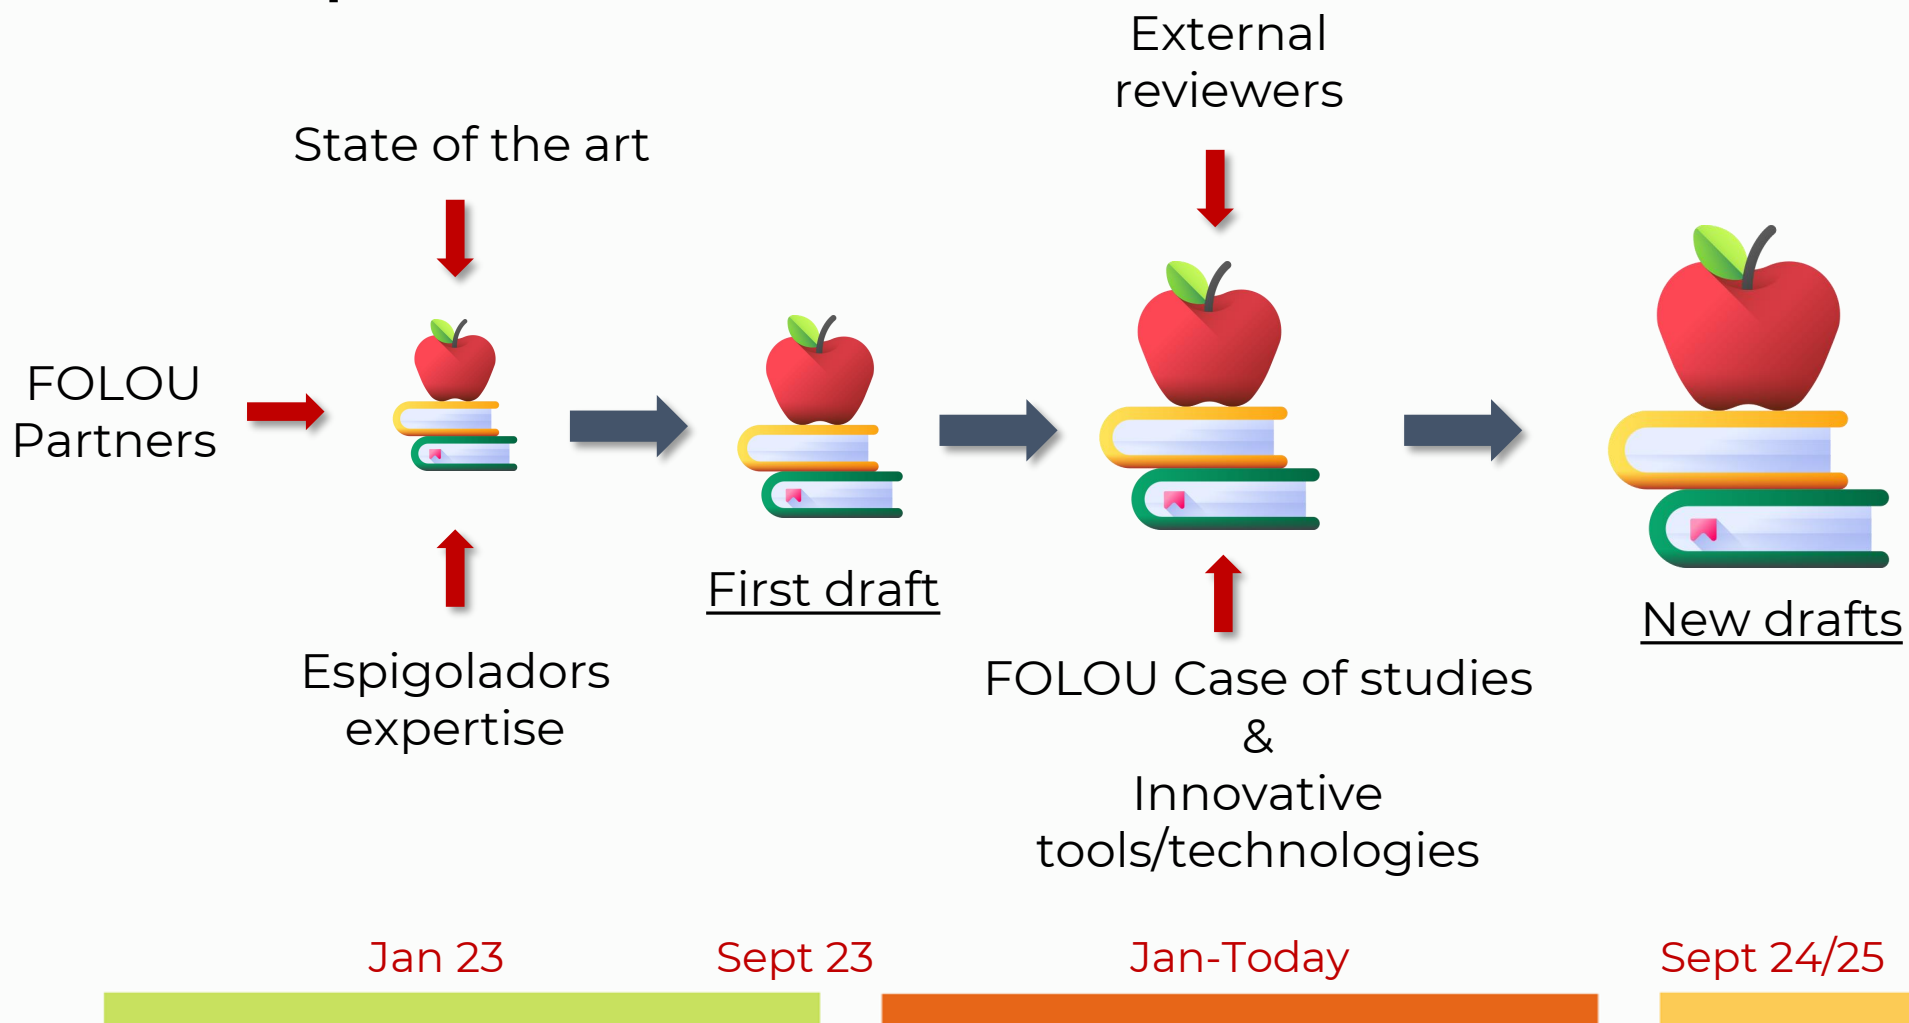 External
reviewers
State of the art
FOLOU
Partners
First draft
New drafts
Espigoladors
expertise
FOLOU Case of studies
&
Innovative
tools/technologies
Jan 23
Sept 23
Jan-Today
Sept 24/25